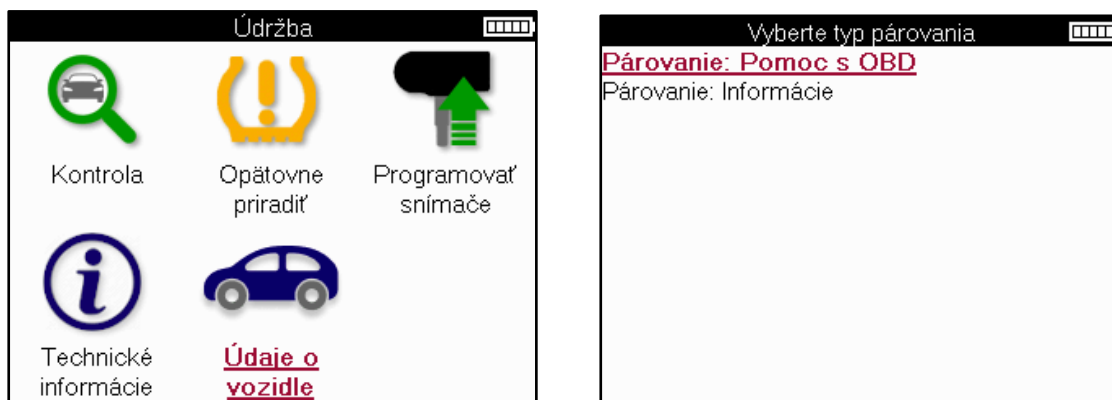 Údržba
Kontrola
Opätovne
priradiť
Programovať
snímače
Technické
informácie
Údaje o
vozidle
Vyberte typ párovania
Párovanie: Pomoc s OBD
Párovanie: Informácie